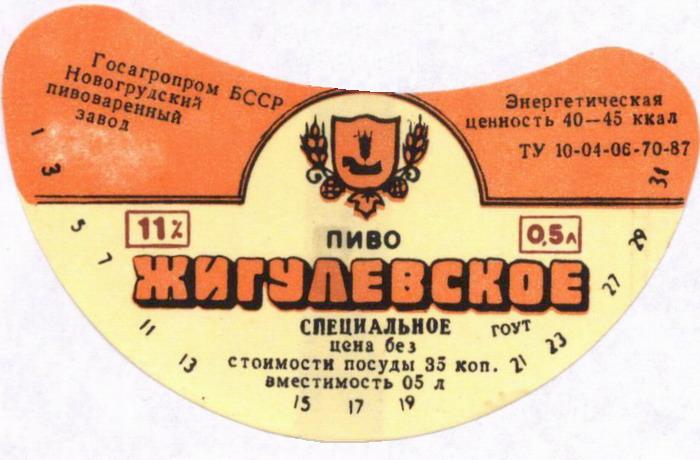 Госагропром БССР
Новогрудский
пивоваренный
завод
Энергетическая
ценность 40—45 ккал
ТУ 10-04-06-70-87
11%
0,5л
ПИВО
ЖИГУЛЕВСКОЕ
СПЕЦИАЛЬНОЕ
ГОУТ
цена без
стоимости посуды 35 коп.
вместимость 05 л
1
3
5
7
11
13
15
17
19
21
23
27
29
31